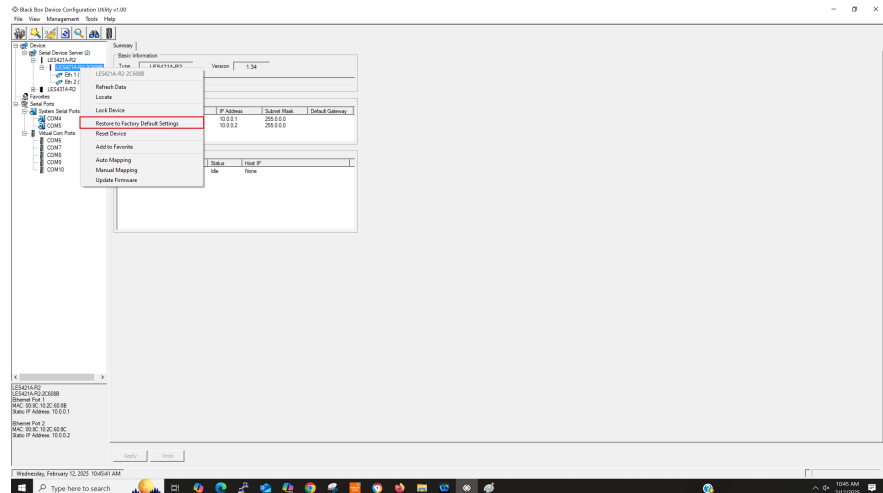 Black Box Device Configuration Utility v1.00
File View Management Tools Help
Device
Serial Device Server (2)
LES421A-R2
LES421A-R2-2C608B
Eth 1 (
Eth 2 (
LES431A-R2
Favorites
Serial Ports
System Serial Ports
COM4
COM5
Virtual Com Ports
COM6
COM7
COM8
COM9
COM10
Summary
Basic Information
Type LES421A-R2 Version 1.34
LES421A-R2-2C608B
Refresh Data
Locate
Lock Device
Restore to Factory Default Settings
Reset Device
Add to Favorite
Auto Mapping
Manual Mapping
Update Firmware
IP Address Subnet Mask Default Gateway
10.0.0.1 255.0.0.0
10.0.0.2 255.0.0.0
Status Host IP
Idle None
LES421A-R2
LES421A-R2-2C608B
Ethernet Port 1
MAC: 00:0C:10:2C:60:8B
Static IP Address: 10.0.0.1
Ethernet Port 2
MAC: 00:0C:10:2C:60:8C
Static IP Address: 10.0.0.2
Apply Undo
Wednesday, February 12, 2025 10:45:41 AM
Type here to search
10:45 AM
2/12/2025